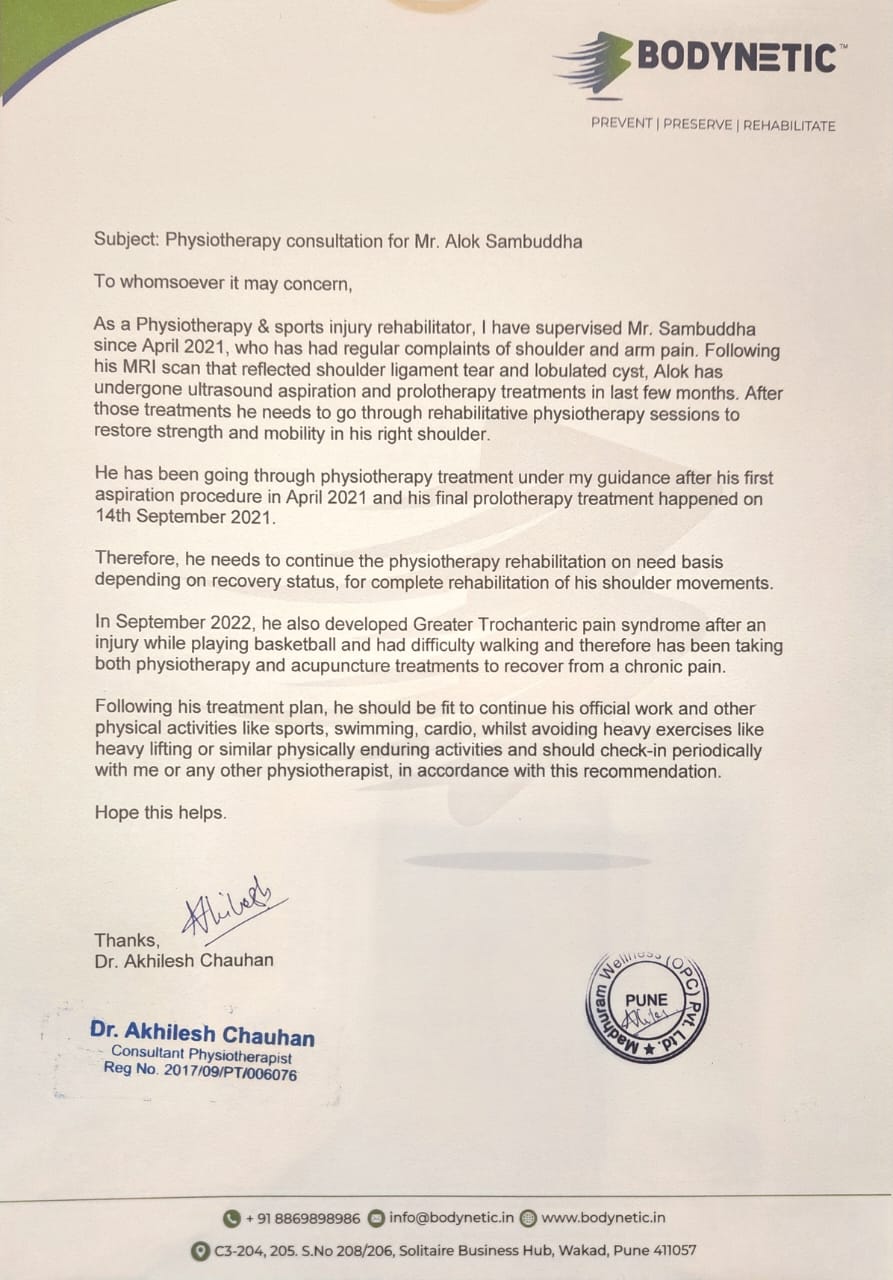 BODYNETIC™
PREVENT | PRESERVE | REHABILITATE
Subject: Physiotherapy consultation for Mr. Alok Sambuddha
To whomsoever it may concern,
As a Physiotherapy & sports injury rehabilitator, I have supervised Mr. Sambuddha
since April 2021, who has had regular complaints of shoulder and arm pain. Following
his MRI scan that reflected shoulder ligament tear and lobulated cyst, Alok has
undergone ultrasound aspiration and prolotherapy treatments in last few months. After
those treatments he needs to go through rehabilitative physiotherapy sessions to
restore strength and mobility in his right shoulder.
He has been going through physiotherapy treatment under my guidance after his first
aspiration procedure in April 2021 and his final prolotherapy treatment happened on
14th September 2021.
Therefore, he needs to continue the physiotherapy rehabilitation on need basis
depending on recovery status, for complete rehabilitation of his shoulder movements.
In September 2022, he also developed Greater Trochanteric pain syndrome after an
injury while playing basketball and had difficulty walking and therefore has been taking
both physiotherapy and acupuncture treatments to recover from a chronic pain.
Following his treatment plan, he should be fit to continue his official work and other
physical activities like sports, swimming, cardio, whilst avoiding heavy exercises like
heavy lifting or similar physically enduring activities and should check-in periodically
with me or any other physiotherapist, in accordance with this recommendation.
Hope this helps.
Akhilesh
Thanks,
Dr. Akhilesh Chauhan
Dr. Akhilesh Chauhan
Consultant Physiotherapist
Reg No. 2017/09/PT/006076
Madhuram Wellness (OPC) Pvt. Ltd. ★
PUNE
+ 91 8869898986 info@bodynetic.in www.bodynetic.in
C3-204, 205. S.No 208/206, Solitaire Business Hub, Wakad, Pune 411057